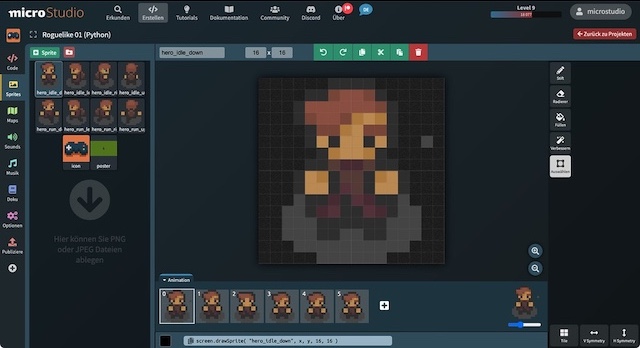 microStudio
Erkunden
Erstellen
Tutorials
Dokumentation
Community
Discord
Über
DE
Level 9
microstudio
Roguelike 01 (Python)
Zurück zu Projekten
Code
Sprites
Maps
Sounds
Musik
Doku
Optionen
Publiziere
Sprite
hero_idle_d
hero_idle_l
hero_idle_ri
hero_idle_u
hero_run_d
hero_run_le
hero_run_ri
hero_run_u
icon
poster
Hier können Sie PNG
oder JPEG Dateien
ablegen
hero_idle_down
16 x 16
Stift
Radierer
Füllen
Verbessern
Auswählen
Animation
0 1 2 3 4 5
screen.drawSprite( "hero_idle_down", x, y, 16, 16 )
Tile
V Symmetry
H Symmetry